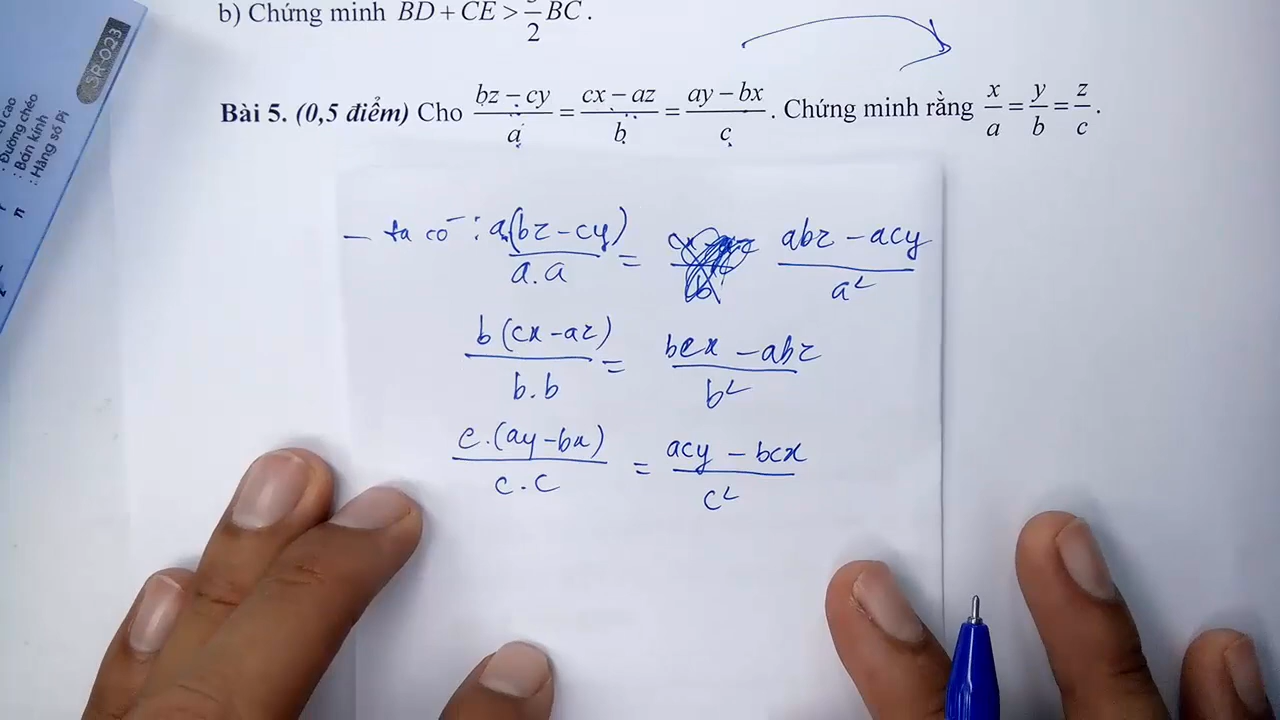 b) Chứng minh BD + CE > /2 BC.
SR-023
: Đường chéo
: Bán kính
: Hằng số Pi
n
Bài 5. (0,5 điểm) Cho (bz – cy)/a = (cx – az)/b = (ay – bx)/c. Chứng minh rằng x/a = y/b = z/c.
– ta có : a(bz – cy)/a.a = (abz – acy)/a²
b(cx – az)/b.b = (bcx – abz)/b²
c.(ay – bx)/c.c = (acy – bcx)/c²